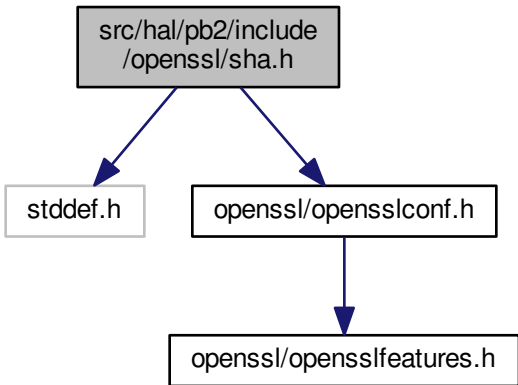 src/hal/pb2/include
/openssl/sha.h
stddef.h
openssl/opensslconf.h
openssl/opensslfeatures.h